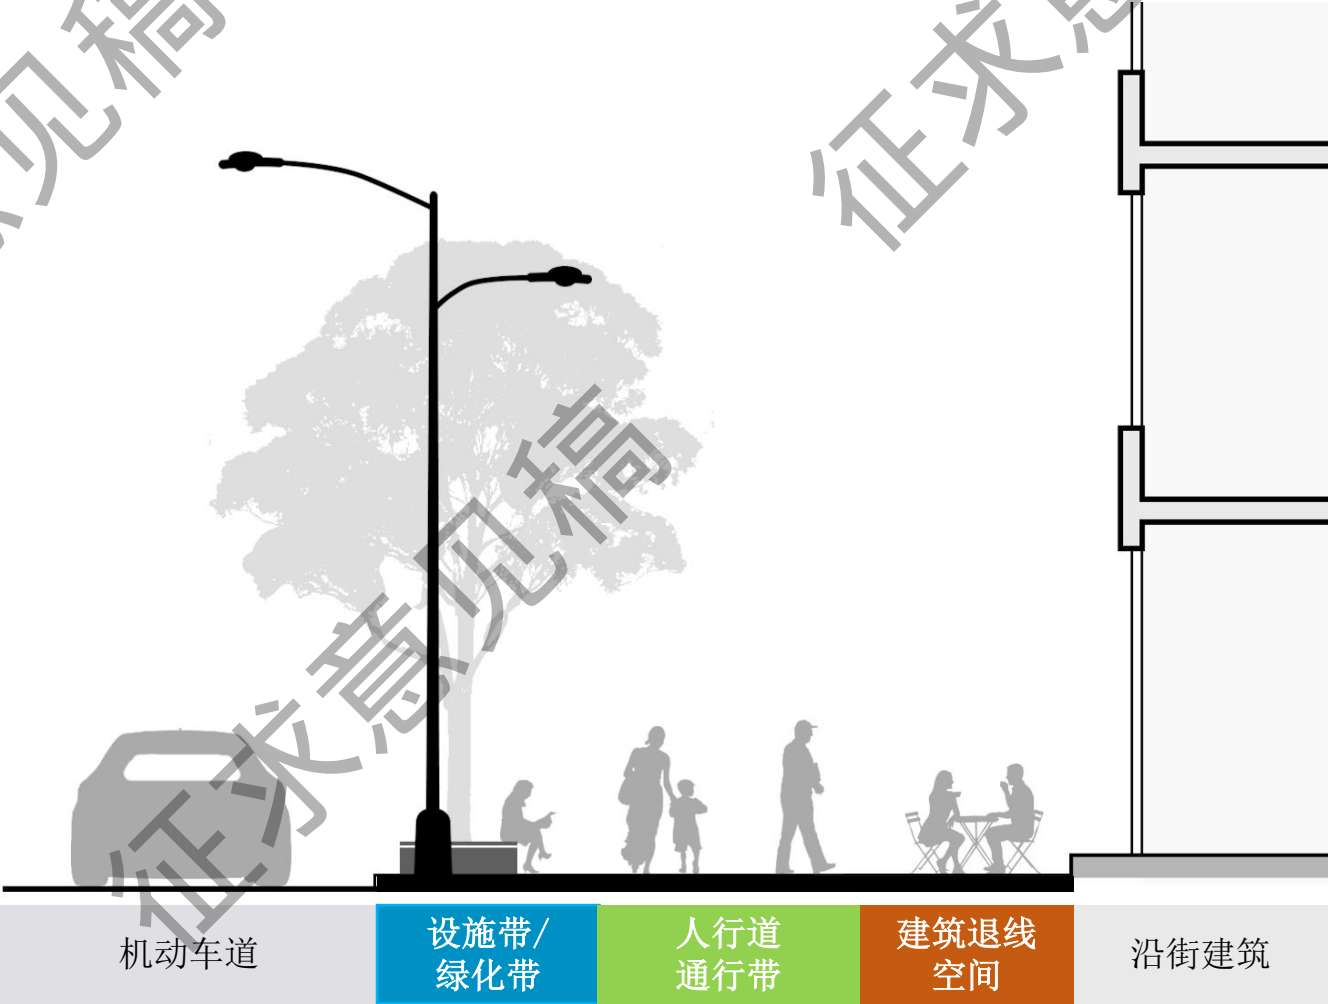 意见稿
征求意
征求意见稿
机动车道
设施带/
绿化带
人行道
通行带
建筑退线
空间
沿街建筑